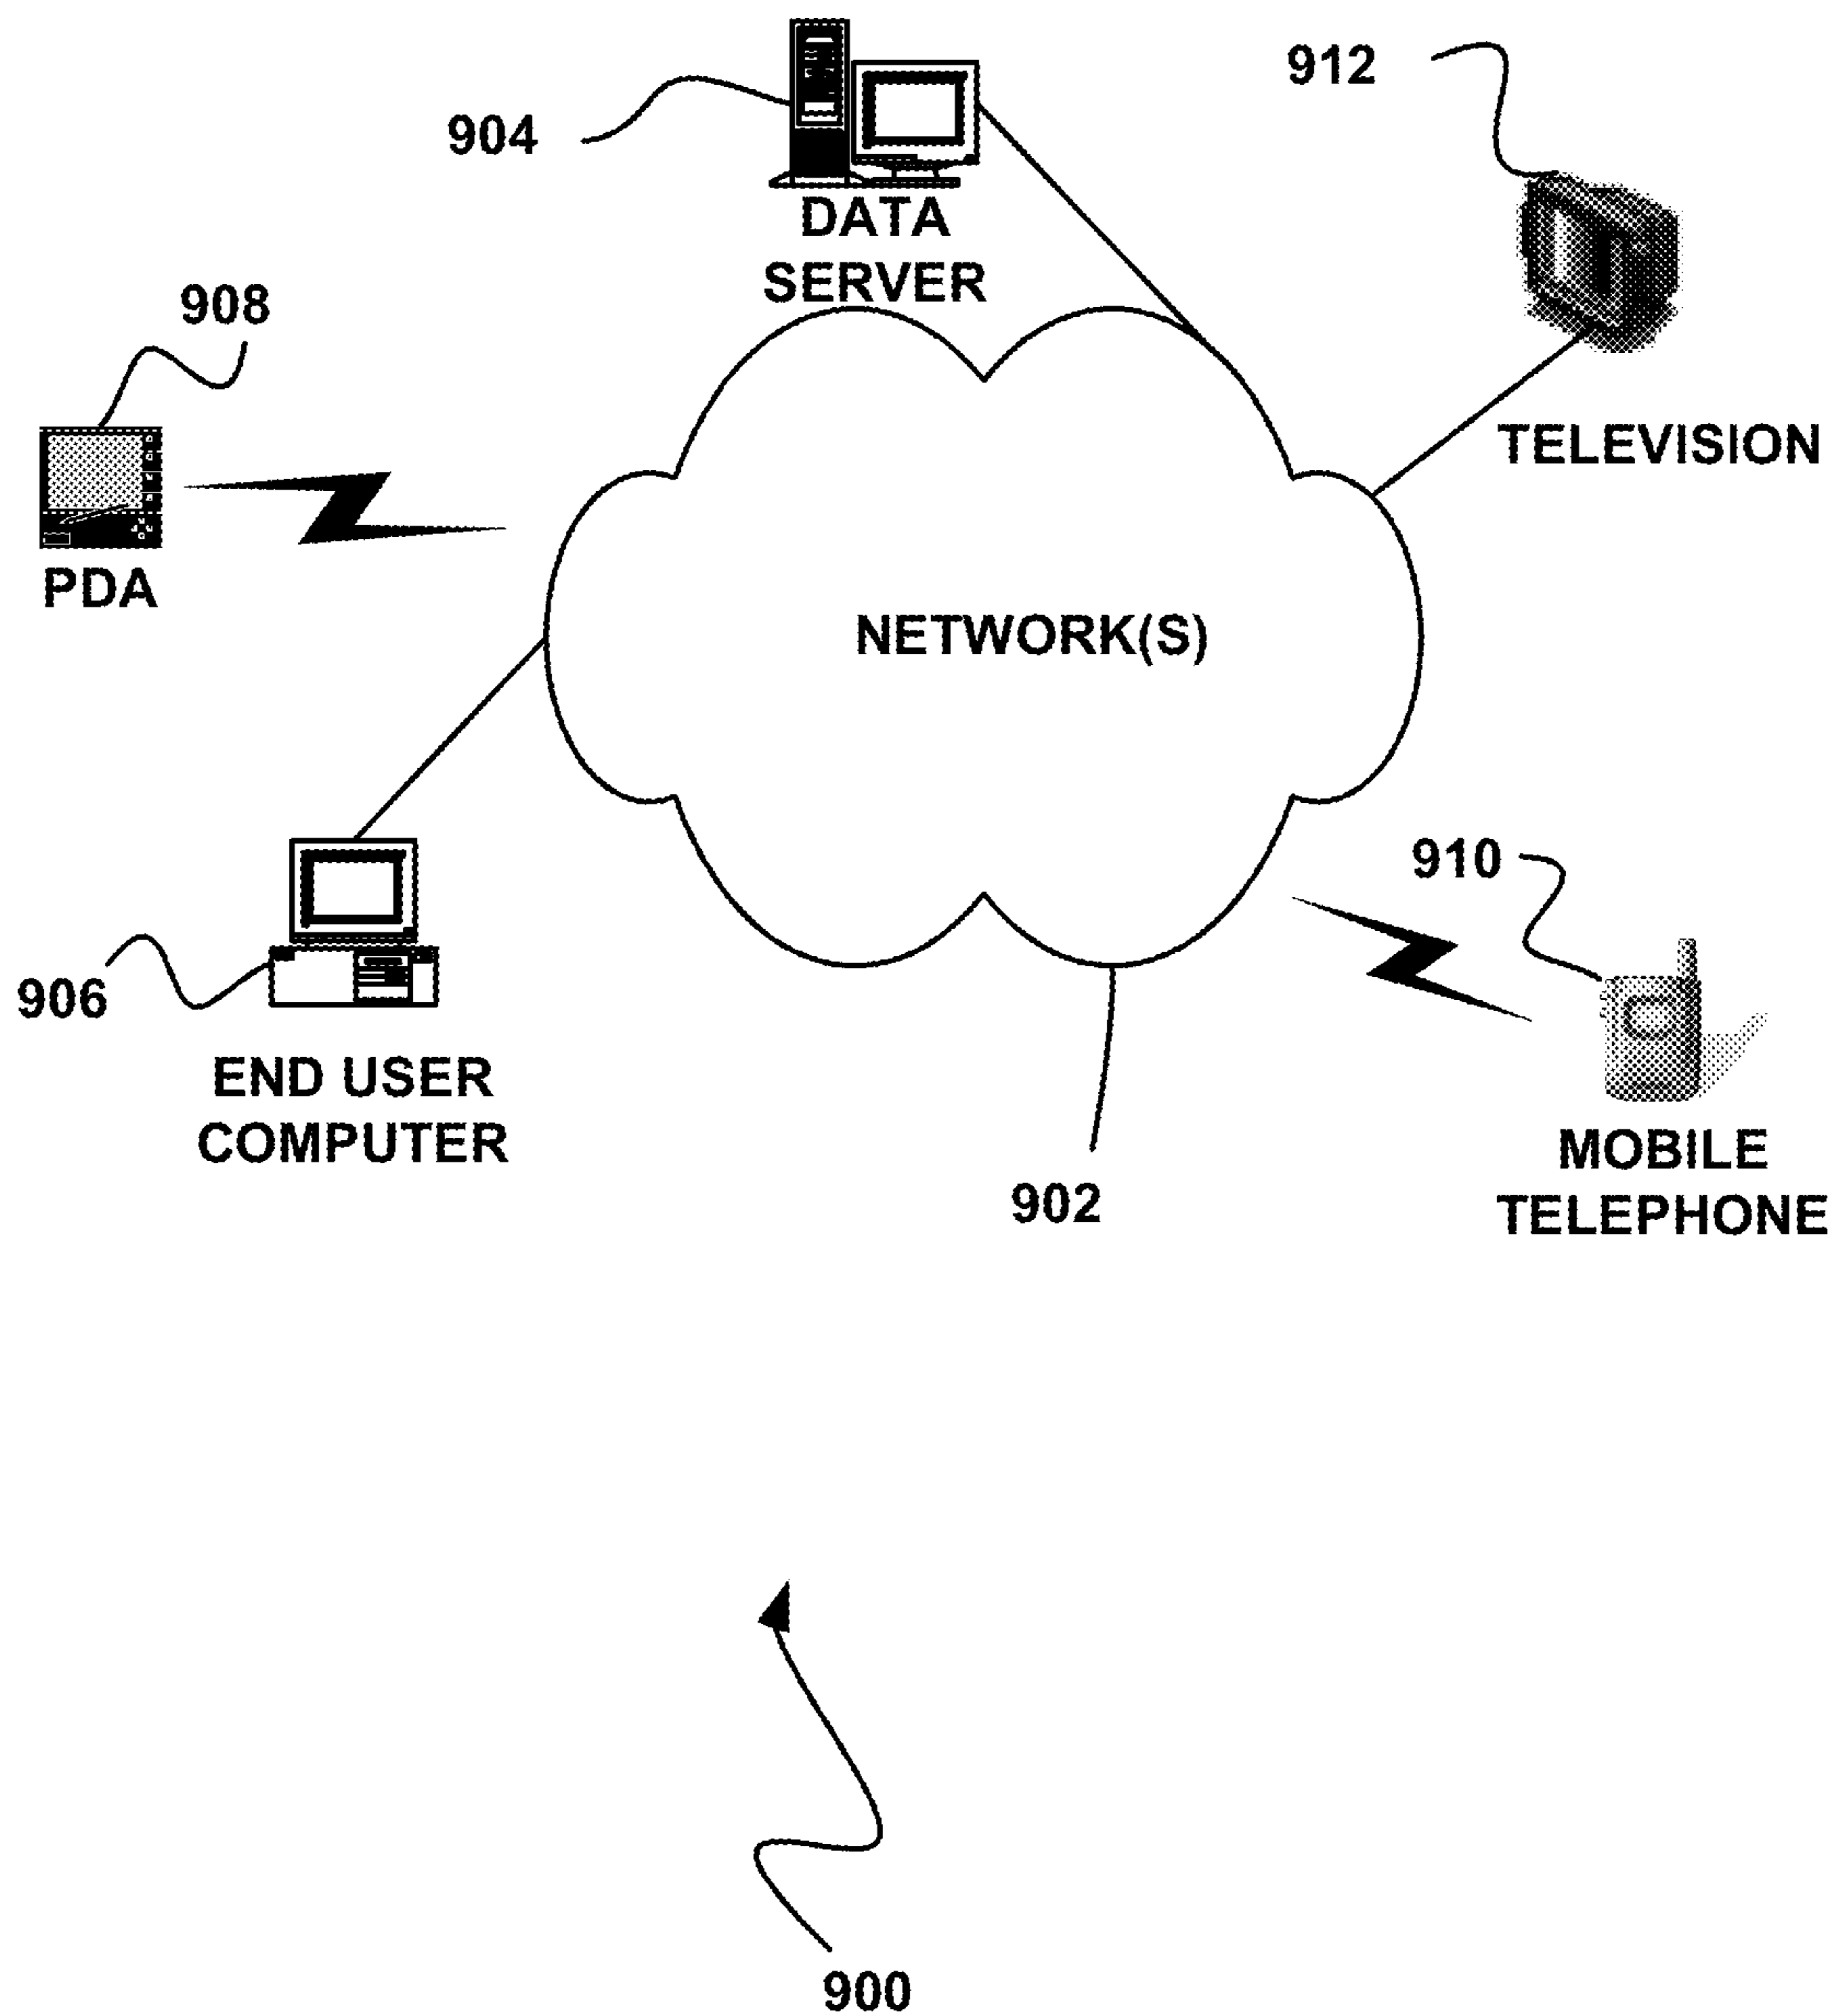 912
904
DATA
SERVER
908
TELEVISION
PDA
NETWORK(S)
910
906
END USER
COMPUTER
MOBILE
TELEPHONE
902
900